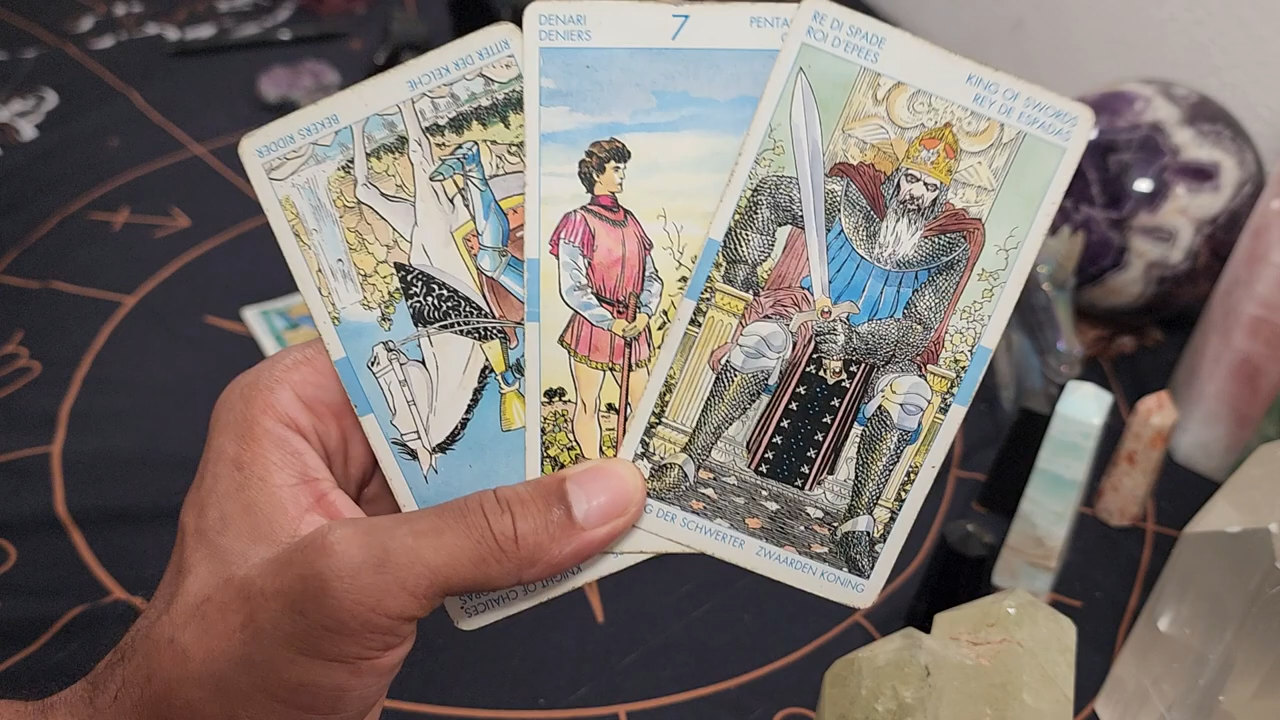 RITTER DER KELCHE
BEKERS RIDDER
KNIGHT OF CHALICES
DENARI
DENIERS
7
RE DI SPADE
ROI D'EPEES
KING OF SWORDS
REY DE ESPADAS
DER SCHWERTER
ZWAARDEN KONING